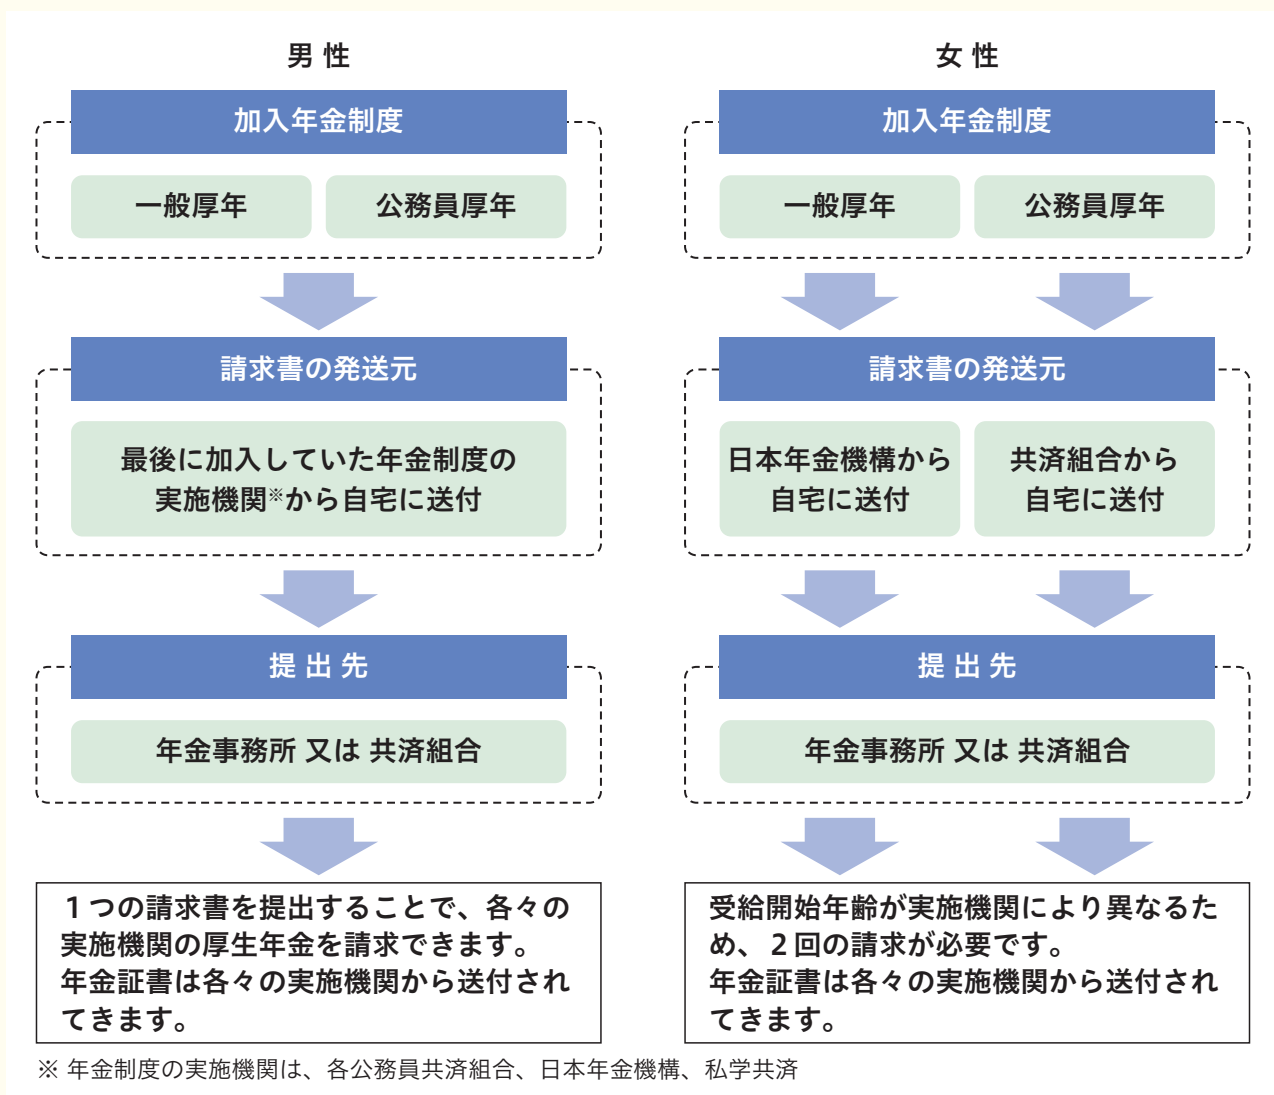 男 性
加入年金制度
一般厚年
公務員厚年
請求書の発送元
最後に加入していた年金制度の
実施機関※から自宅に送付
提 出 先
年金事務所 又は 共済組合
１つの請求書を提出することで、各々の
実施機関の厚生年金を請求できます。
年金証書は各々の実施機関から送付され
てきます。
女 性
加入年金制度
一般厚年
公務員厚年
請求書の発送元
日本年金機構から
自宅に送付
共済組合から
自宅に送付
提 出 先
年金事務所 又は 共済組合
受給開始年齢が実施機関により異なるた
め、２回の請求が必要です。
年金証書は各々の実施機関から送付され
てきます。
※ 年金制度の実施機関は、各公務員共済組合、日本年金機構、私学共済